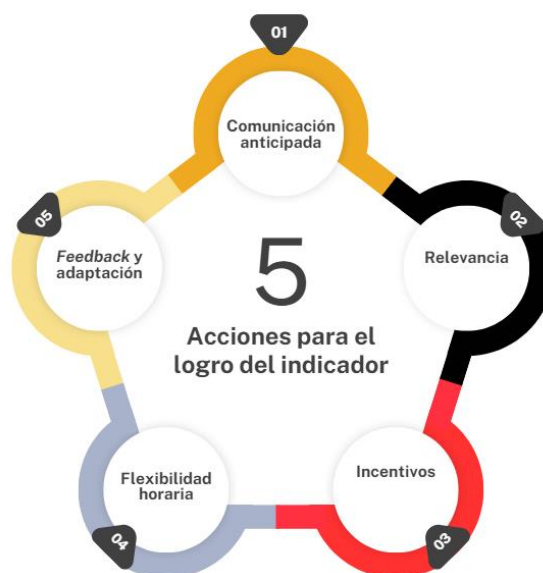 01
Comunicación
anticipada
02
Relevancia
03
Incentivos
04
Flexibilidad
horaria
05
Feedback y
adaptación
5
Acciones para el
logro del indicador